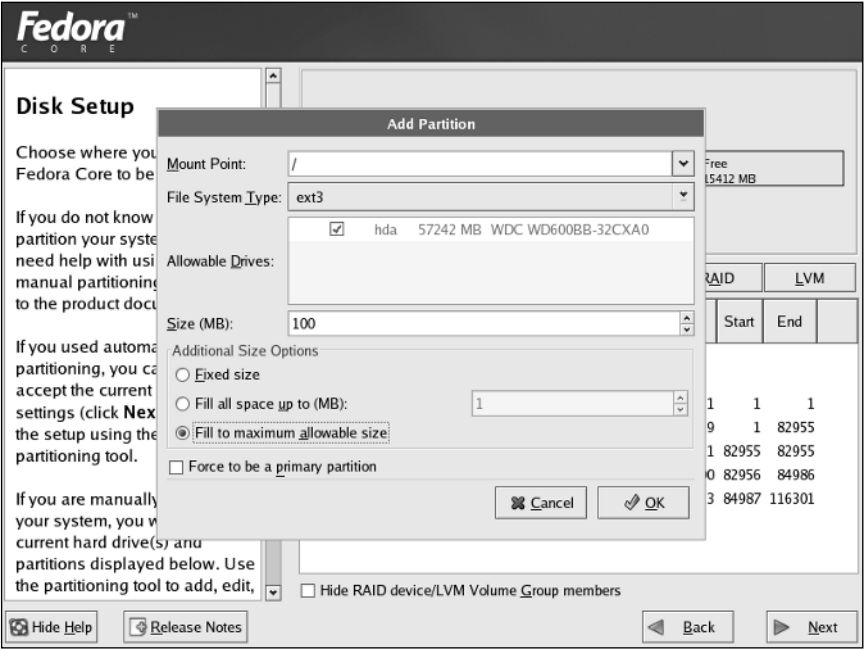 Fedora™
CORE
Disk Setup
Choose where you
Fedora Core to be
If you do not know
partition your syste
need help with usi
manual partitioning
to the product docu
If you used automa
partitioning, you ca
accept the current
settings (click Nex
the setup using the
partitioning tool.
If you are manually
your system, you w
current hard drive(s) and
partitions displayed below. Use
the partitioning tool to add, edit,
Add Partition
Mount Point:
/
File System Type:
ext3
Allowable Drives:
hda 57242 MB WDC WD600BB-32CXA0
Size (MB):
100
Additional Size Options
Fixed size
Fill all space up to (MB):
1
Fill to maximum allowable size
Force to be a primary partition
Cancel
OK
Free
15412 MB
RAID
LVM
Start
End
1 1 1
9 1 82955
1 82955 82955
0 82956 84986
3 84987 116301
Hide RAID device/LVM Volume Group members
Hide Help
Release Notes
Back
Next